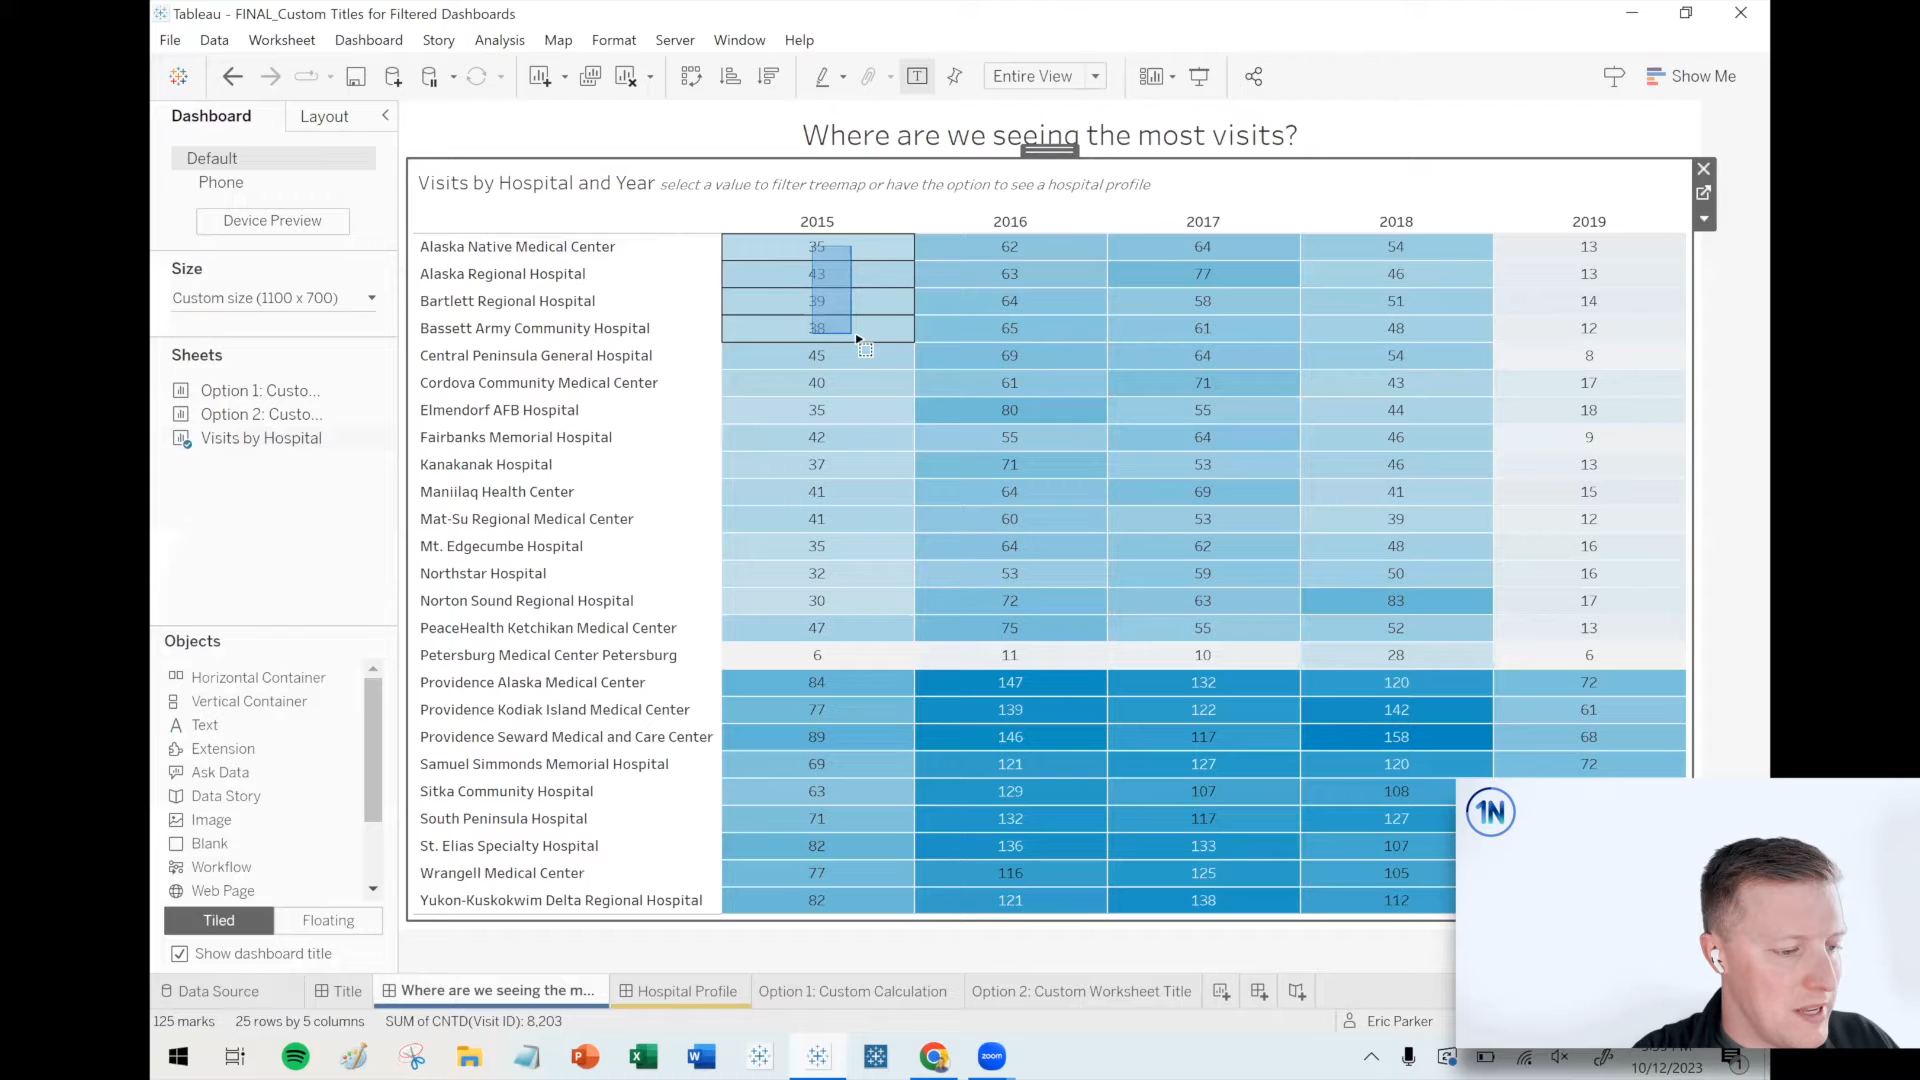 Tableau - FINAL_Custom Titles for Filtered Dashboards
File Data Worksheet Dashboard Story Analysis Map Format Server Window Help
Entire View
Show Me
Dashboard Layout
Default
Phone
Device Preview
Size
Custom size (1100 x 700)
Sheets
Option 1: Custo...
Option 2: Custo...
Visits by Hospital
Objects
Horizontal Container
Vertical Container
Text
Extension
Ask Data
Data Story
Image
Blank
Workflow
Web Page
Tiled Floating
Show dashboard title
Where are we seeing the most visits?
Visits by Hospital and Year select a value to filter treemap or have the option to see a hospital profile
2015 2016 2017 2018 2019
Alaska Native Medical Center 35 62 64 54 13
Alaska Regional Hospital 43 63 77 46 13
Bartlett Regional Hospital 39 64 58 51 14
Bassett Army Community Hospital 38 65 61 48 12
Central Peninsula General Hospital 45 69 64 54 8
Cordova Community Medical Center 40 61 71 43 17
Elmendorf AFB Hospital 35 80 55 44 18
Fairbanks Memorial Hospital 42 55 64 46 9
Kanakanak Hospital 37 71 53 46 13
Maniilaq Health Center 41 64 69 41 15
Mat-Su Regional Medical Center 41 60 53 39 12
Mt. Edgecumbe Hospital 35 64 62 48 16
Northstar Hospital 32 53 59 50 16
Norton Sound Regional Hospital 30 72 63 83 17
PeaceHealth Ketchikan Medical Center 47 75 55 52 13
Petersburg Medical Center Petersburg 6 11 10 28 6
Providence Alaska Medical Center 84 147 132 120 72
Providence Kodiak Island Medical Center 77 139 122 142 61
Providence Seward Medical and Care Center 89 146 117 158 68
Samuel Simmonds Memorial Hospital 69 121 127 120 72
Sitka Community Hospital 63 129 107 108
South Peninsula Hospital 71 132 117 127
St. Elias Specialty Hospital 82 136 133 107
Wrangell Medical Center 77 116 125 105
Yukon-Kuskokwim Delta Regional Hospital 82 121 138 112
1N
Data Source Title Where are we seeing the m... Hospital Profile Option 1: Custom Calculation Option 2: Custom Worksheet Title
125 marks 25 rows by 5 columns SUM of CNTD(Visit ID): 8,203
Eric Parker
zoom
10/12/2023
1